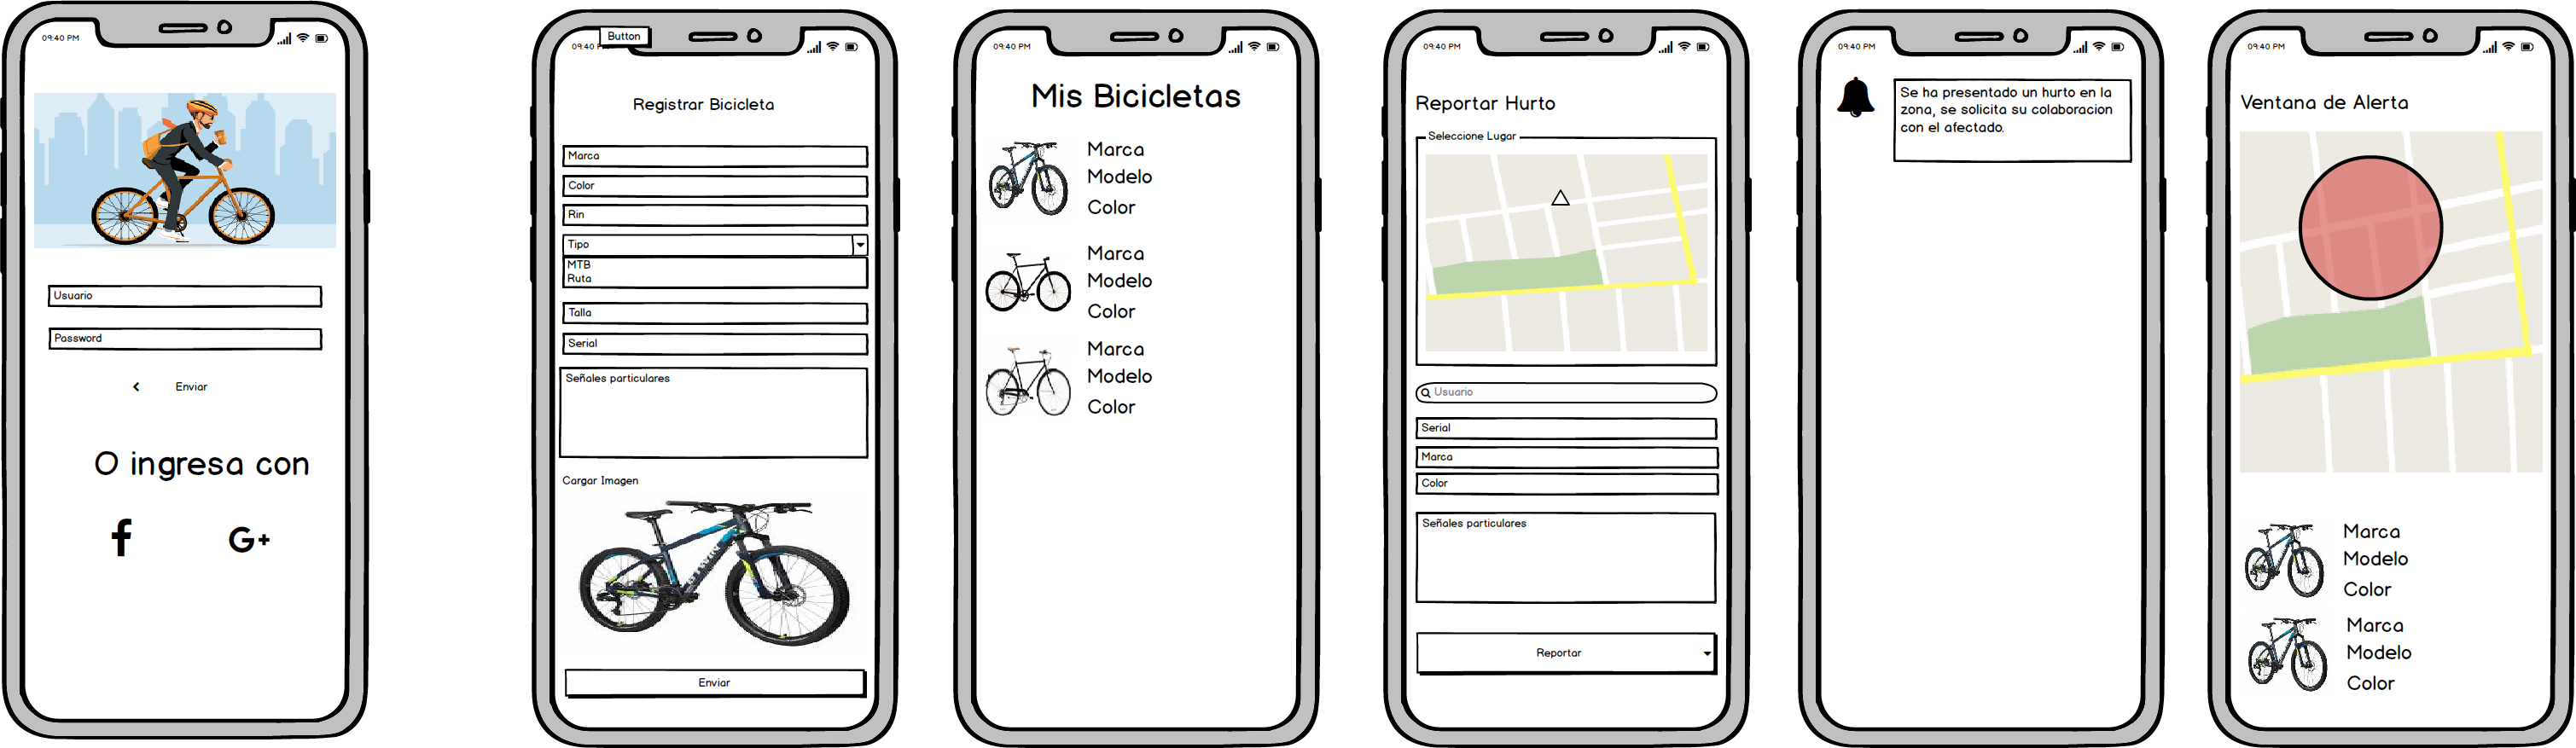 09:40 PM
Usuario
Password
Enviar
O ingresa con
f
G+
Button
09:40 P
Registrar Bicicleta
Marca
Color
Rin
Tipo
MTB
Ruta
Talla
Serial
Señales particulares
Cargar Imagen
Enviar
09:40 PM
Mis Bicicletas
Marca
Modelo
Color
Marca
Modelo
Color
Marca
Modelo
Color
09:40 PM
Reportar Hurto
Seleccione Lugar
Usuario
Serial
Marca
Color
Señales particulares
Reportar
09:40 PM
Se ha presentado un hurto en la
zona, se solicita su colaboracion
con el afectado.
09:40 PM
Ventana de Alerta
Marca
Modelo
Color
Marca
Modelo
Color